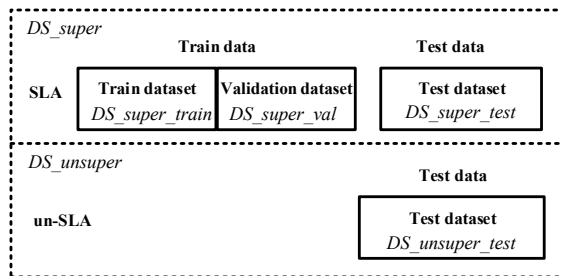 DS_super
Train data Test data
SLA Train dataset Validation dataset Test dataset
DS_super_train DS_super_val DS_super_test
DS_unsuper
Test data
un-SLA Test dataset
DS_unsuper_test